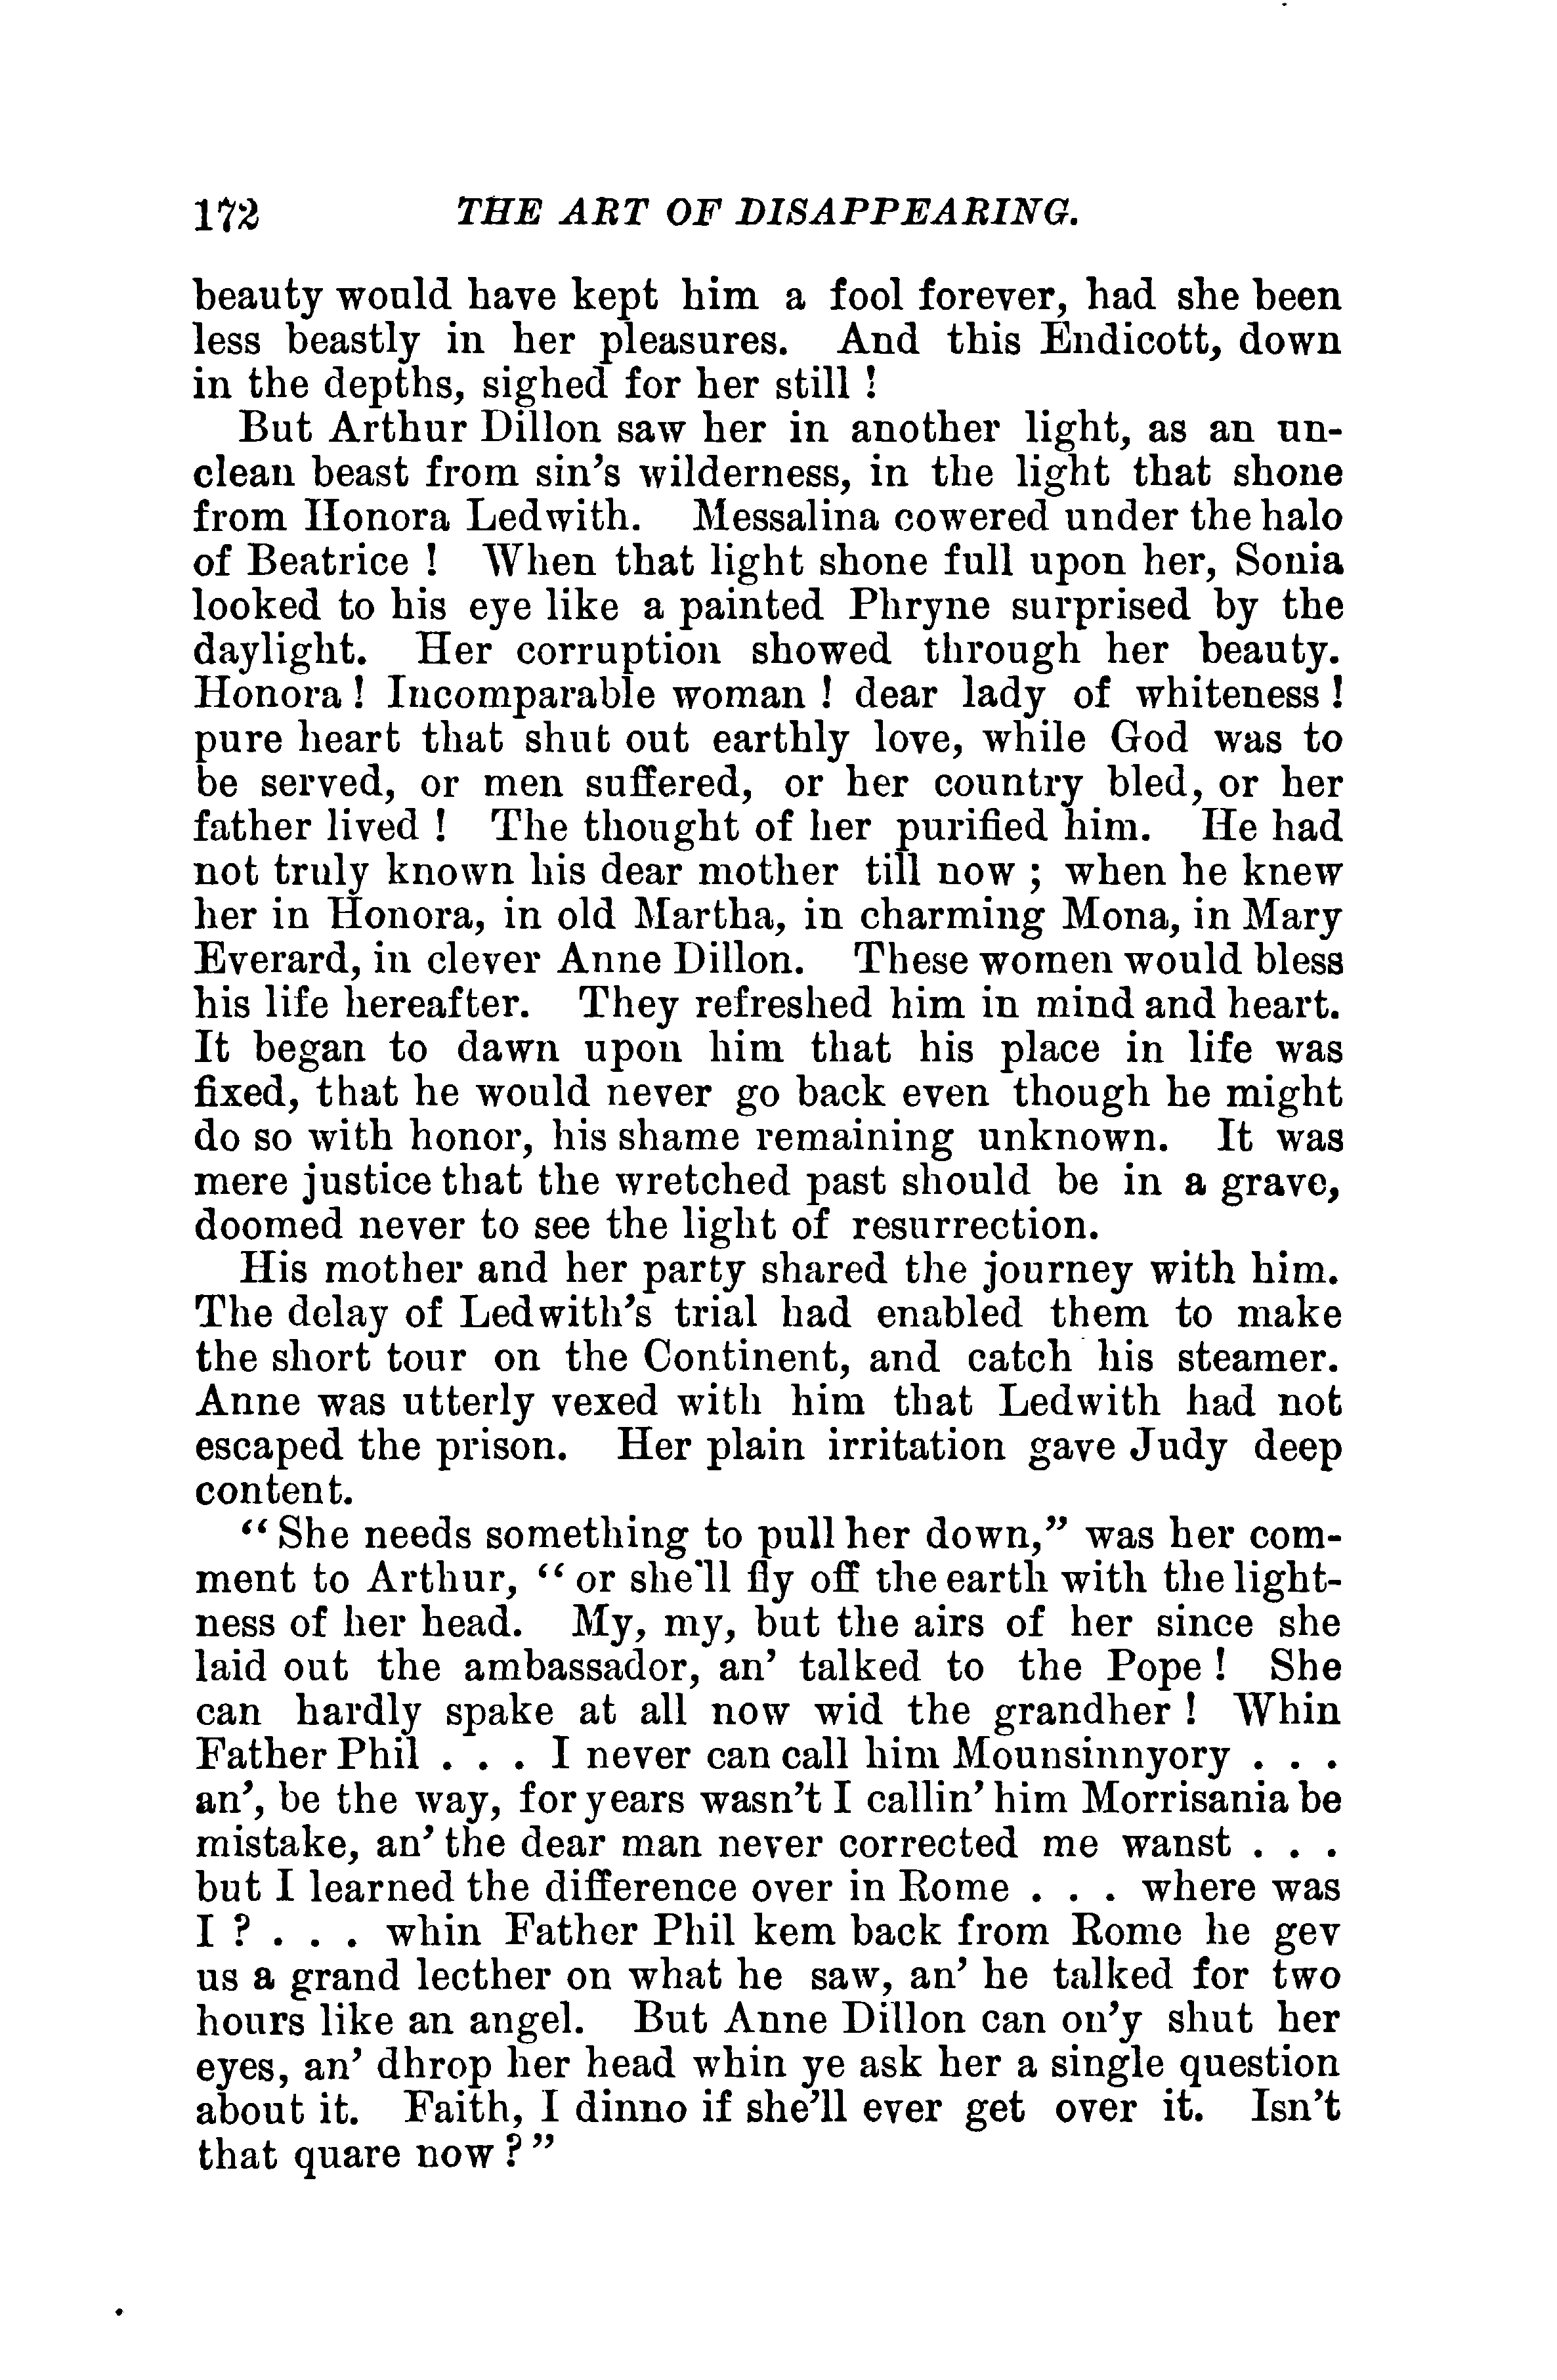 172 THE ART OF DISAPPEARING.
beauty would have kept him a fool forever, had she been
less beastly in her pleasures. And this Endicott, down
in the depths, sighed for her still !
But Arthur Dillon saw her in another light, as an un-
clean beast from sin's wilderness, in the light that shone
from Honora Ledwith. Messalina cowered under the halo
of Beatrice ! When that light shone full upon her, Sonia
looked to his eye like a painted Phryne surprised by the
daylight. Her corruption showed through her beauty.
Honora ! Incomparable woman ! dear lady of whiteness !
pure heart that shut out earthly love, while God was to
be served, or men suffered, or her country bled, or her
father lived ! The thought of her purified him. He had
not truly known his dear mother till now ; when he knew
her in Honora, in old Martha, in charming Mona, in Mary
Everard, in clever Anne Dillon. These women would bless
his life hereafter. They refreshed him in mind and heart.
It began to dawn upon him that his place in life was
fixed, that he would never go back even though he might
do so with honor, his shame remaining unknown. It was
mere justice that the wretched past should be in a grave,
doomed never to see the light of resurrection.
His mother and her party shared the journey with him.
The delay of Ledwith's trial had enabled them to make
the short tour on the Continent, and catch his steamer.
Anne was utterly vexed with him that Ledwith had not
escaped the prison. Her plain irritation gave Judy deep
content.
“ She needs something to pull her down,” was her com-
ment to Arthur, “ or she'll fly off the earth with the light-
ness of her head. My, my, but the airs of her since she
laid out the ambassador, an' talked to the Pope ! She
can hardly spake at all now wid the grandher ! Whin
Father Phil . . . I never can call him Mounsinnyory . . .
an', be the way, for years wasn't I callin' him Morrisania be
mistake, an' the dear man never corrected me wanst . . .
but I learned the difference over in Rome . . . where was
I ? . . . whin Father Phil kem back from Rome he gev
us a grand lecther on what he saw, an' he talked for two
hours like an angel. But Anne Dillon can on'y shut her
eyes, an' dhrop her head whin ye ask her a single question
about it. Faith, I dinno if she'll ever get over it. Isn't
that quare now ? ”